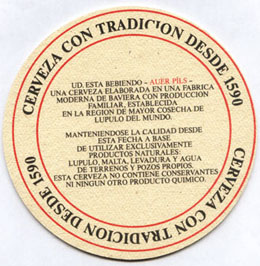 CERVEZA CON TRADICION DESDE 1590
UD. ESTA BEBIENDO - AUER PILS -
UNA CERVEZA ELABORADA EN UNA FABRICA
MODERNA DE BAVIERA CON PRODUCCION
FAMILIAR, ESTABLECIDA
EN LA REGION DE MAYOR COSECHA DE
LUPULO DEL MUNDO.
MANTENIENDOSE LA CALIDAD DESDE
ESTA FECHA A BASE
DE UTILIZAR EXCLUSIVAMENTE
PRODUCTOS NATURALES:
LUPULO, MALTA, LEVADURA Y AGUA
DE TERRENOS Y POZOS PROPIOS.
ESTA CERVEZA NO CONTIENE CONSERVANTES
NI NINGUN OTRO PRODUCTO QUIMICO.
CERVEZA CON TRADICION DESDE 1590